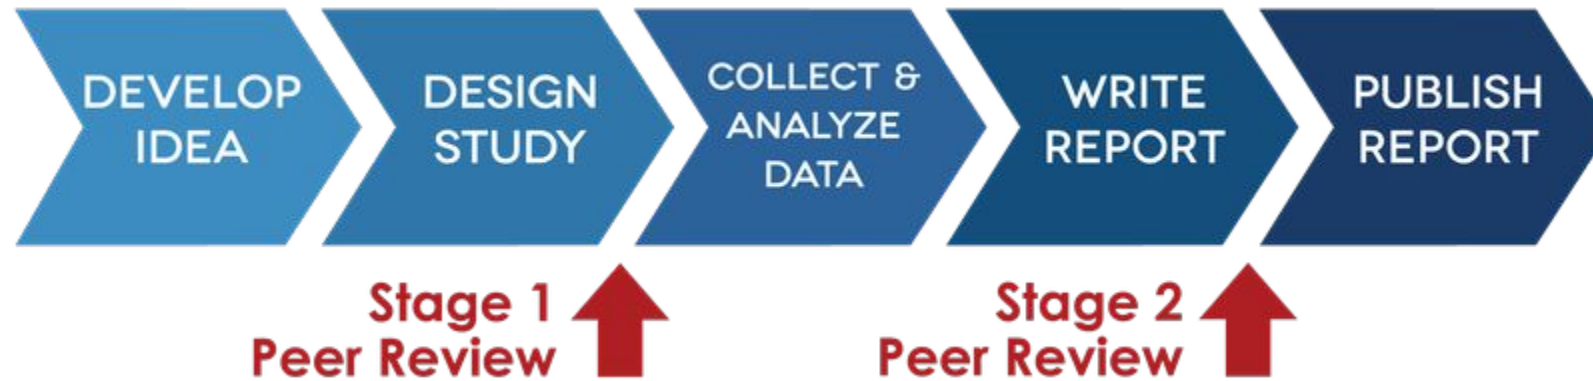 DEVELOP
IDEA
DESIGN
STUDY
COLLECT &
ANALYZE
DATA
WRITE
REPORT
PUBLISH
REPORT
Stage 1
Peer Review
Stage 2
Peer Review